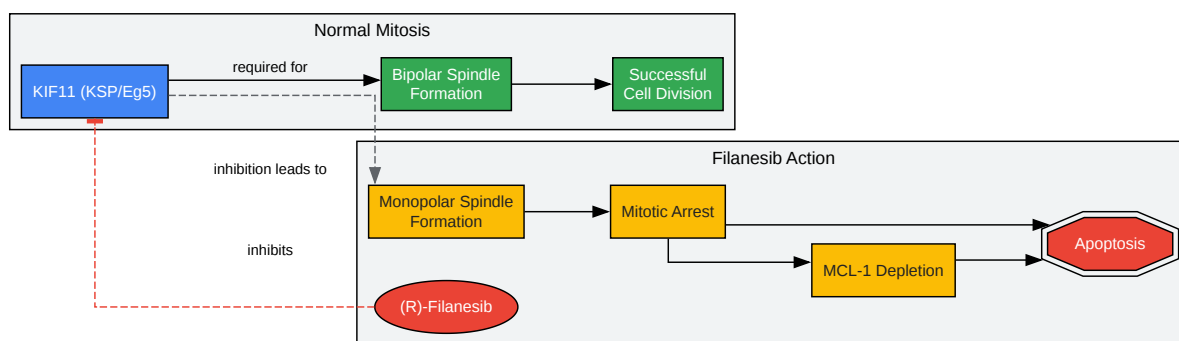 Normal Mitosis
KIF11 (KSP/Eg5)
required for
Bipolar Spindle
Formation
Successful
Cell Division
Filanesib Action
inhibition leads to
Monopolar Spindle
Formation
Mitotic Arrest
Apoptosis
inhibits
MCL-1 Depletion
(R)-Filanesib